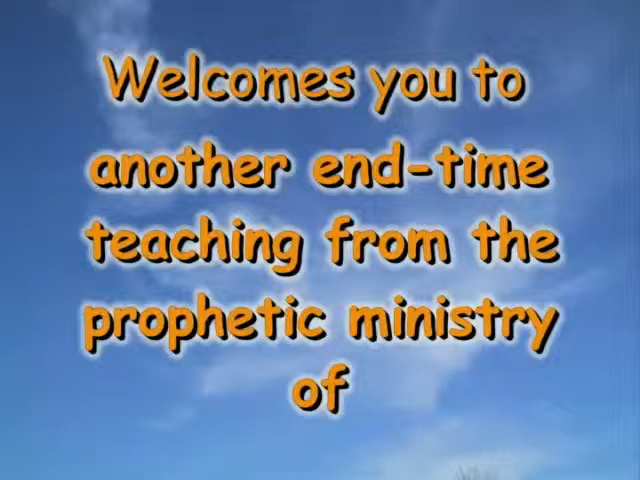 Welcomes you to
another end-time
teaching from the
prophetic ministry
of